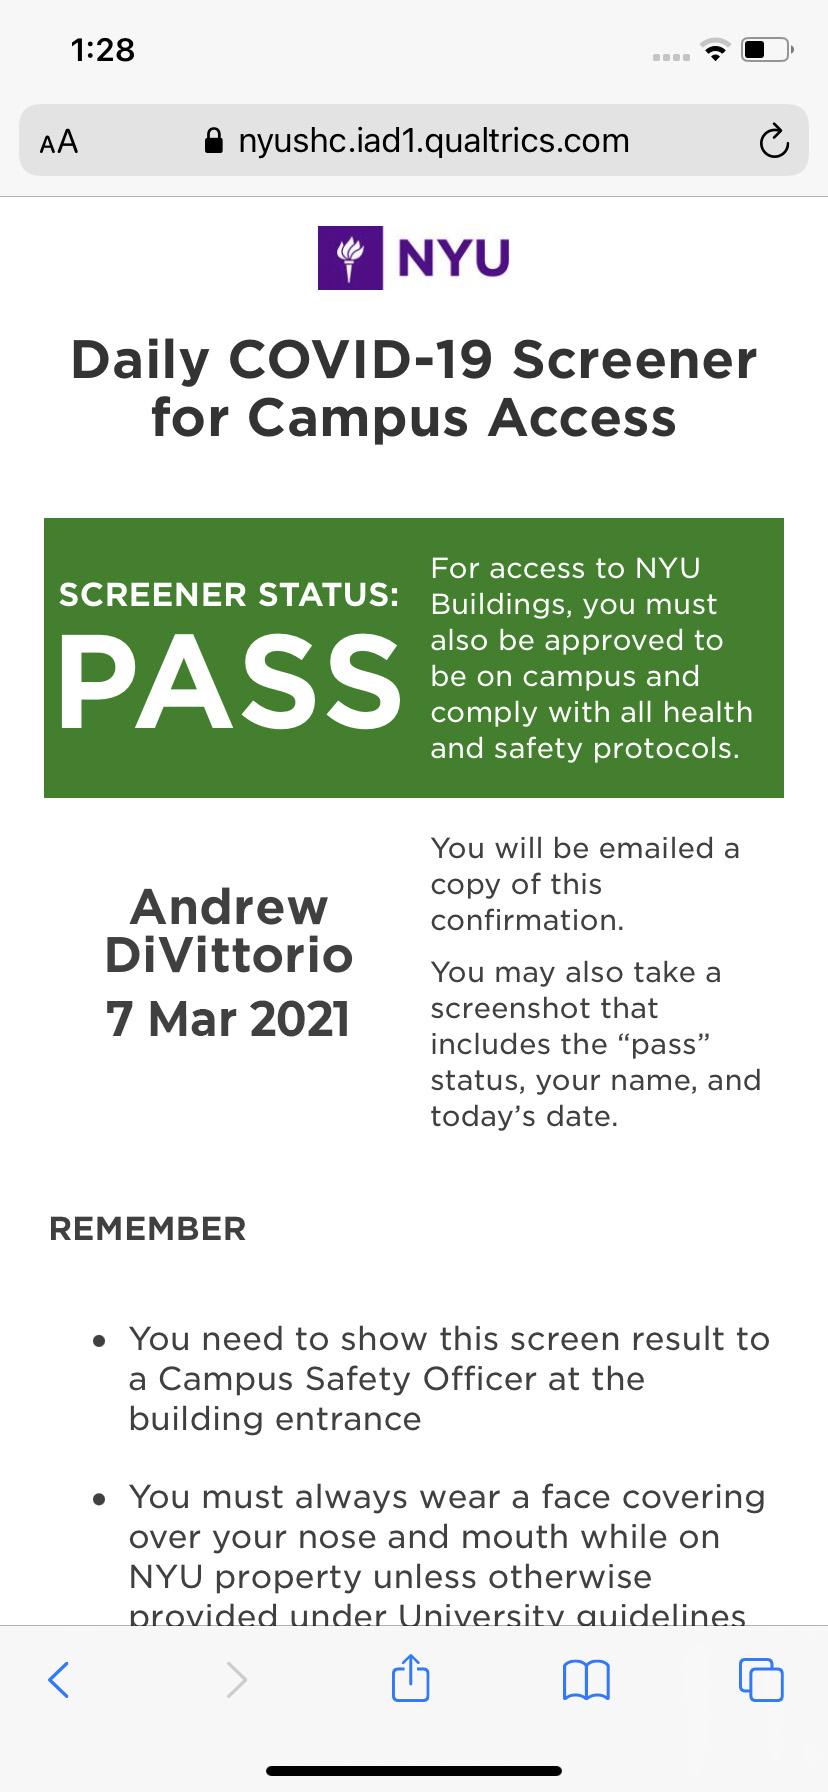 1:28
AA nyushc.iad1.qualtrics.com
NYU
Daily COVID-19 Screener
for Campus Access
SCREENER STATUS:
PASS
For access to NYU
Buildings, you must
also be approved to
be on campus and
comply with all health
and safety protocols.
Andrew
DiVittorio
7 Mar 2021
You will be emailed a
copy of this
confirmation.
You may also take a
screenshot that
includes the “pass”
status, your name, and
today’s date.
REMEMBER
• You need to show this screen result to
a Campus Safety Officer at the
building entrance
• You must always wear a face covering
over your nose and mouth while on
NYU property unless otherwise
provided under University guidelines